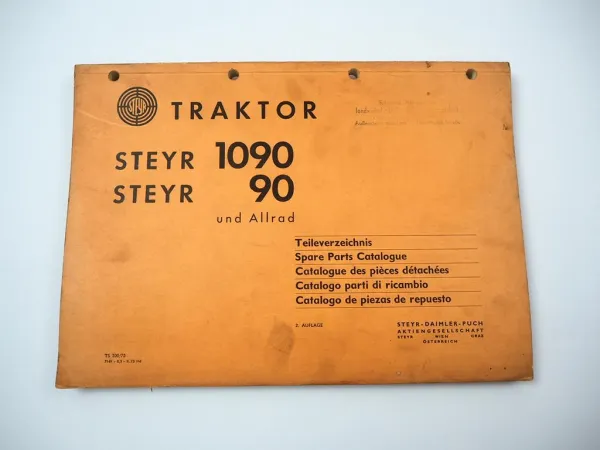 STEYR
TRAKTOR
STEYR 1090
STEYR 90
und Allrad
Teileverzeichnis
Spare Parts Catalogue
Catalogue des pièces détachées
Catalogo parti di ricambio
Catalogo de piezas de repuesto
2. AUFLAGE
STEYR-DAIMLER-PUCH
AKTIENGESELLSCHAFT
STEYR WIEN GRAZ
ÖSTERREICH